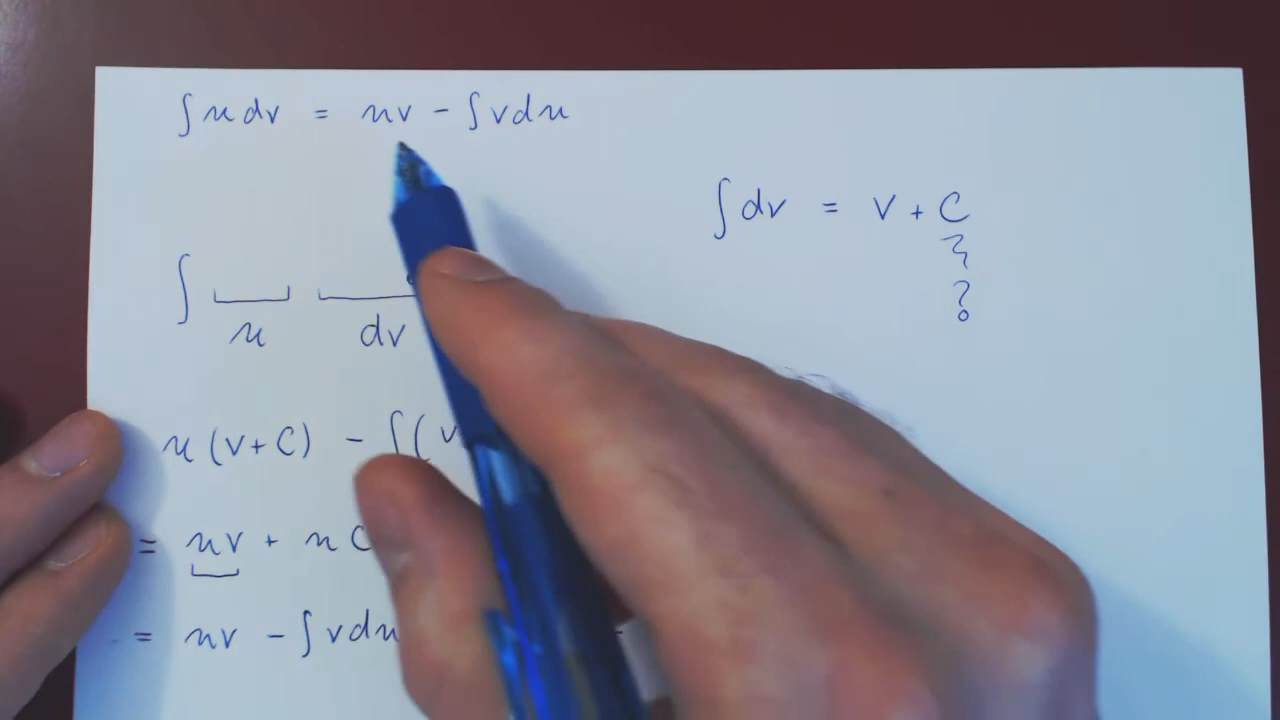 ∫ u dv = uv - ∫ v du
∫ dv = v + C
?
∫
u dv
u (v + C) - ∫ ( v
= uv + u C
= uv - ∫ v du